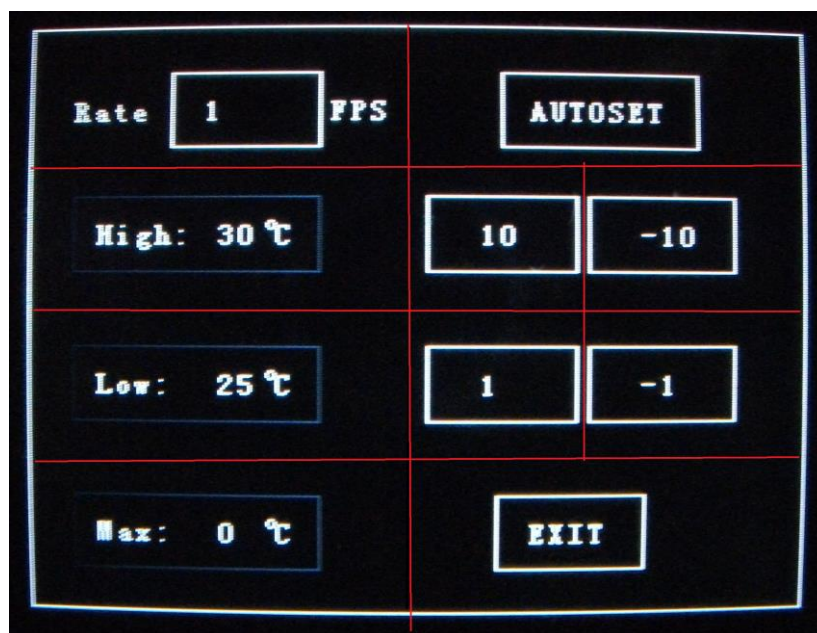 Rate 1 FPS AUTOSET
High: 30 ℃ 10 -10
Low: 25 ℃ 1 -1
Max: 0 ℃ EXIT